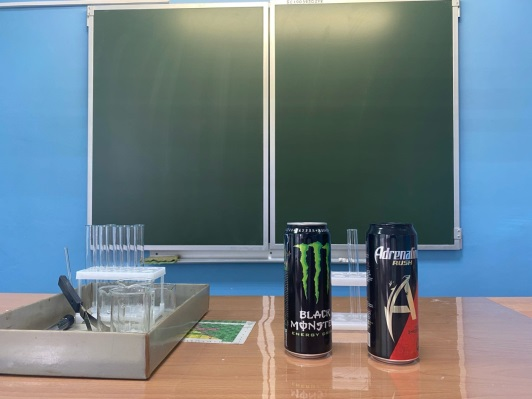 BLACK
MONSTER
ENERGY
Adrenaline
RUSH